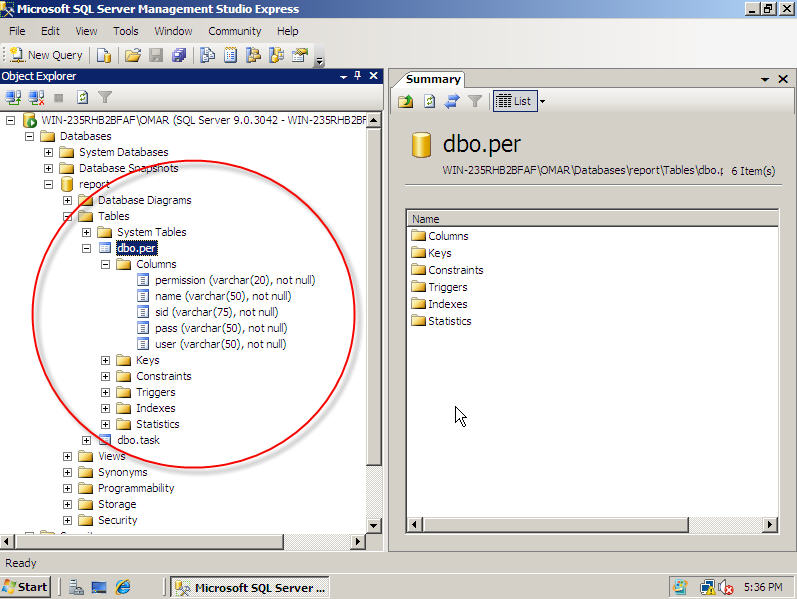 Microsoft SQL Server Management Studio Express
File Edit View Tools Window Community Help
New Query
Object Explorer
WIN-235RHB2BFAF\OMAR (SQL Server 9.0.3042 - WIN-235RHB2BF
Databases
System Databases
Database Snapshots
report
Database Diagrams
Tables
System Tables
dbo.per
Columns
permission (varchar(20), not null)
name (varchar(50), not null)
sid (varchar(75), not null)
pass (varchar(50), not null)
user (varchar(50), not null)
Keys
Constraints
Triggers
Indexes
Statistics
dbo.task
Views
Synonyms
Programmability
Storage
Security
Summary
List
dbo.per
WIN-235RHB2BFAF\OMAR\Databases\report\Tables\dbo.p 6 Item(s)
Name
Columns
Keys
Constraints
Triggers
Indexes
Statistics
Ready
Start
Microsoft SQL Server ...
5:36 PM